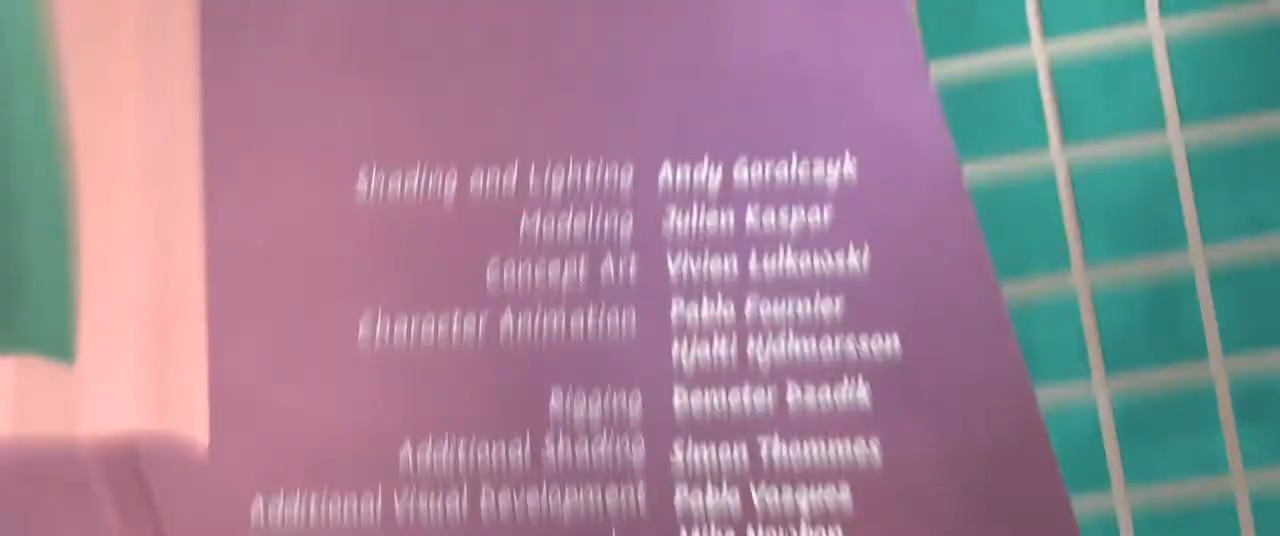 Shading and Lighting Andy Goralczyk
Modeling Julien Kaspar
Concept Art Vivien Lulkowski
Character Animation Pablo Fournier
Hjalti Hjálmarsson
Rigging Demeter Dzadik
Additional Shading Simon Thommes
Additional Visual Development Pablo Vazquez